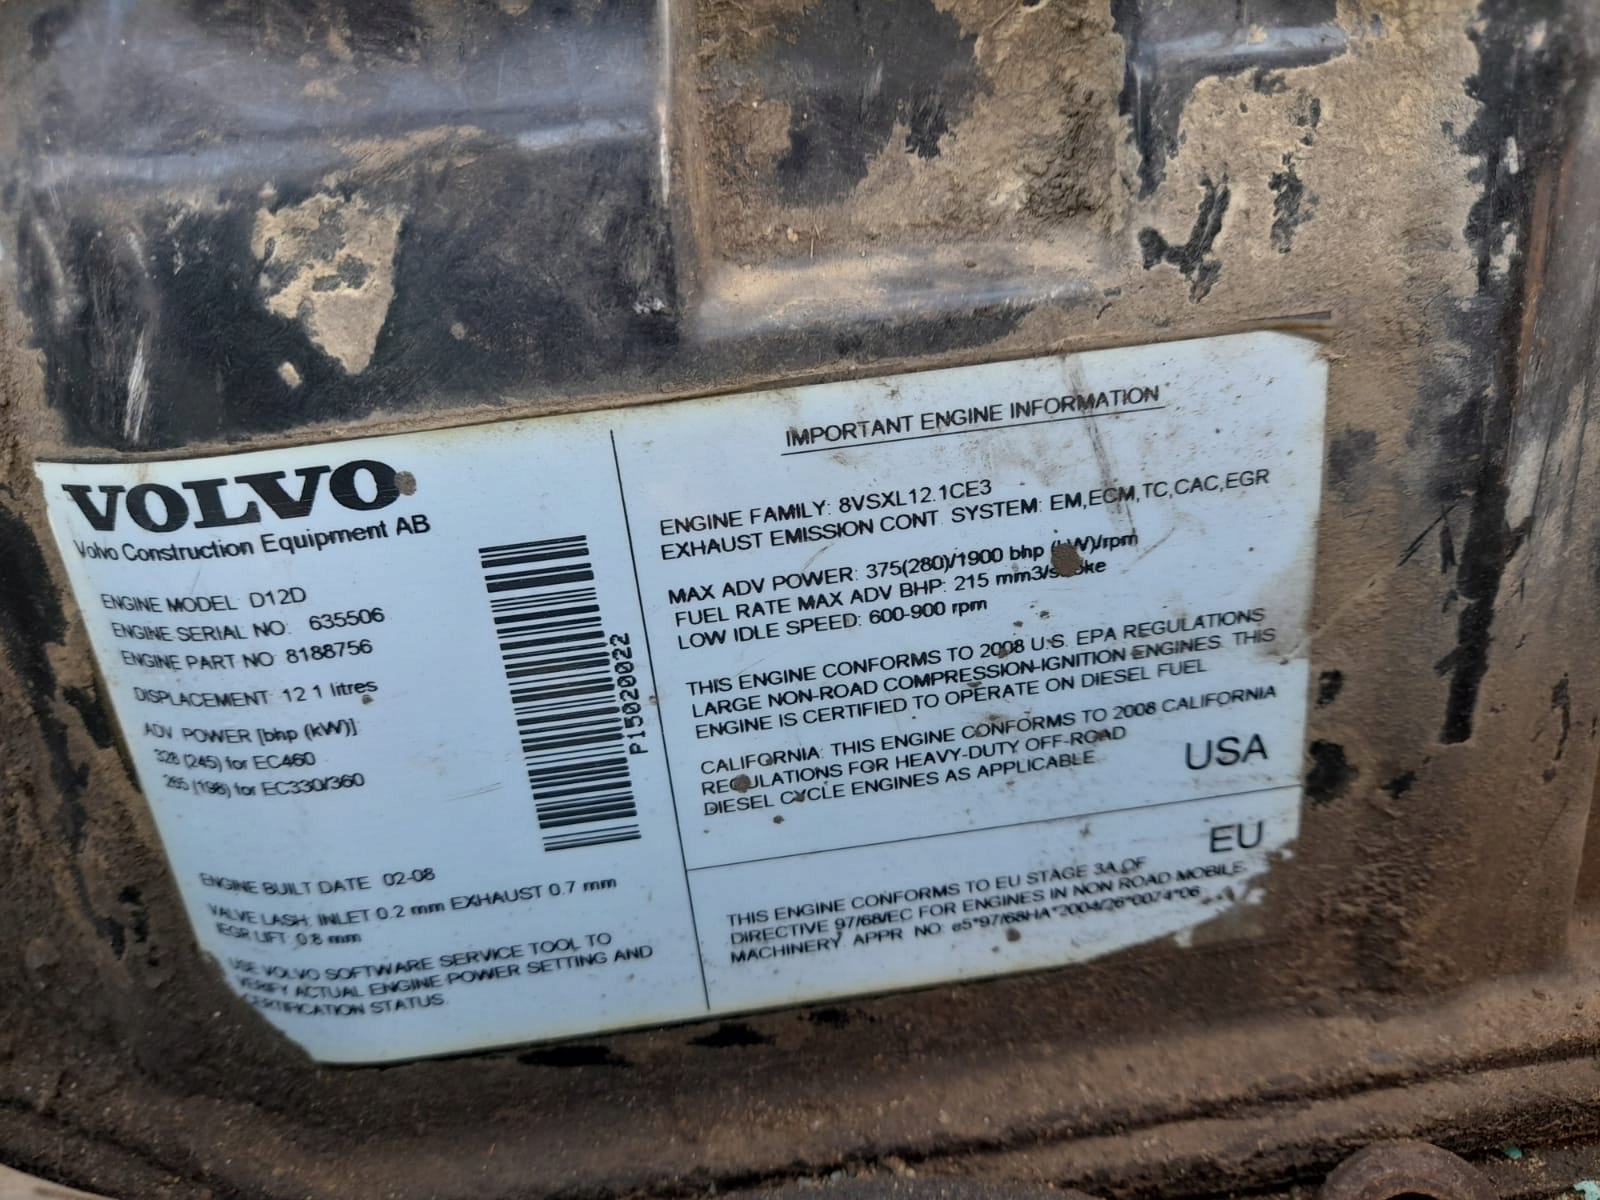 VOLVO
Volvo Construction Equipment AB
ENGINE MODEL D12D
ENGINE SERIAL NO: 635506
ENGINE PART NO 8188756
DISPLACEMENT: 12.1 litres
ADV POWER [bhp (kW)]:
328 (245) for EC460
265 (198) for EC330/360
P15020022
ENGINE BUILT DATE 02-08
VALVE LASH: INLET 0.2 mm EXHAUST 0.7 mm
IEGR LIFT: 0.8 mm
USE VOLVO SOFTWARE SERVICE TOOL TO
VERIFY ACTUAL ENGINE POWER SETTING AND
CERTIFICATION STATUS.
IMPORTANT ENGINE INFORMATION
ENGINE FAMILY: 8VSXL12.1CE3
EXHAUST EMISSION CONT. SYSTEM: EM,ECM,TC,CAC,EGR
MAX ADV POWER: 375(280)/1900 bhp (kW)/rpm
FUEL RATE MAX ADV BHP: 215 mm3/stroke
LOW IDLE SPEED: 600-900 rpm
THIS ENGINE CONFORMS TO 2008 U.S. EPA REGULATIONS
LARGE NON-ROAD COMPRESSION-IGNITION ENGINES. THIS
ENGINE IS CERTIFIED TO OPERATE ON DIESEL FUEL
CALIFORNIA: THIS ENGINE CONFORMS TO 2008 CALIFORNIA
REGULATIONS FOR HEAVY-DUTY OFF-ROAD
DIESEL CYCLE ENGINES AS APPLICABLE.
USA
EU
THIS ENGINE CONFORMS TO EU STAGE 3A OF
DIRECTIVE 97/68/EC FOR ENGINES IN NON ROAD MOBILE
MACHINERY. APPR. NO: e5*97/68HA*2004/26*0074*06